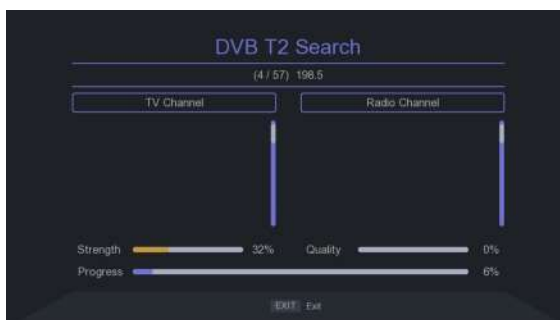 DVB T2 Search
(4 / 57) 198.5
TV Channel Radio Channel
Strength 32% Quality 0%
Progress 6%
EXIT Exit